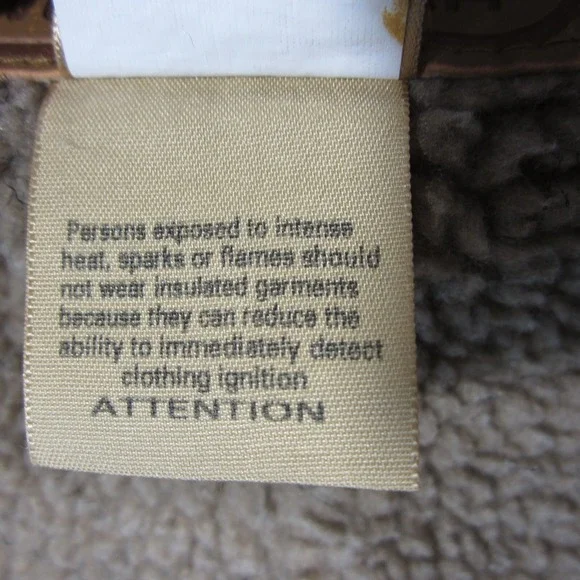 Persons exposed to intense
heat, sparks or flames should
not wear insulated garments
because they can reduce the
ability to immediately detect
clothing ignition
ATTENTION